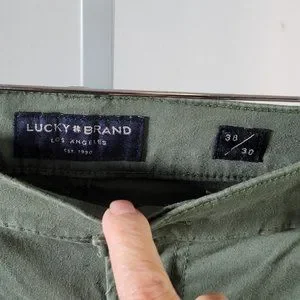 LUCKY BRAND
LOS ANGELES
EST. 1990
38
30